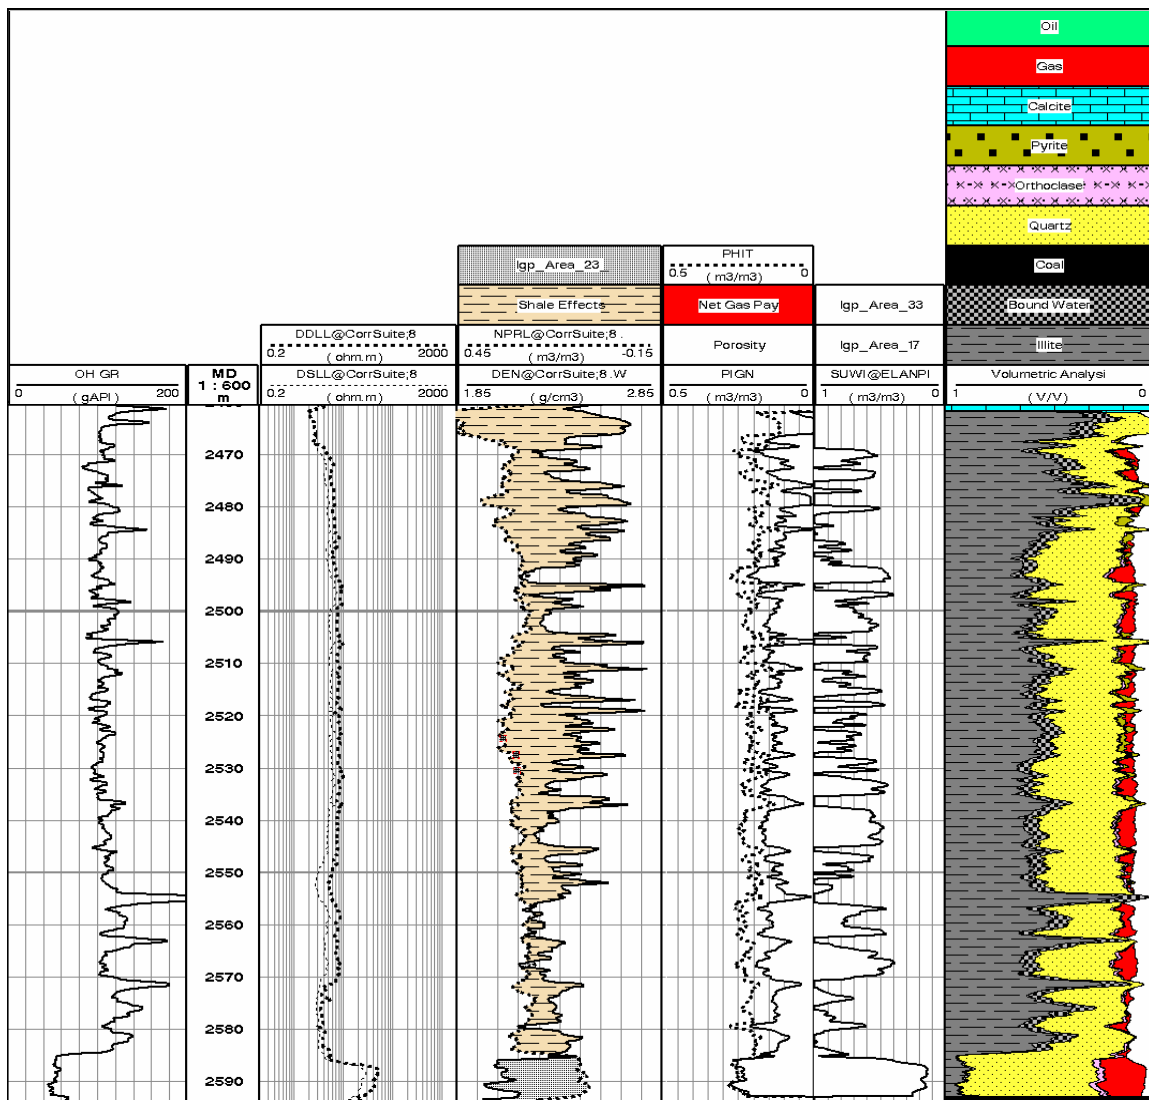 Oil
Gas
Calcite
Pyrite
Orthoclase
Quartz
lgp_Area_23_ PHIT Coal
0.5 (m3/m3) 0
Shale Effects Net Gas Pay lgp_Area_33 Bound Water
DDLL@CorrSuite;8 NPRL@CorrSuite;8 . Porosity lgp_Area_17 Illite
0.2 (ohm.m) 2000 0.45 (m3/m3) -0.15
OH GR MD DSLL@CorrSuite;8 DEN@CorrSuite;8 .W PIGN SUWI@ELANPI Volumetric Analysi
0 (gAPI) 200 1 : 600 0.2 (ohm.m) 2000 1.85 (g/cm3) 2.85 0.5 (m3/m3) 0 1 (m3/m3) 0 1 (V/V) 0
m
2470
2480
2490
2500
2510
2520
2530
2540
2550
2560
2570
2580
2590